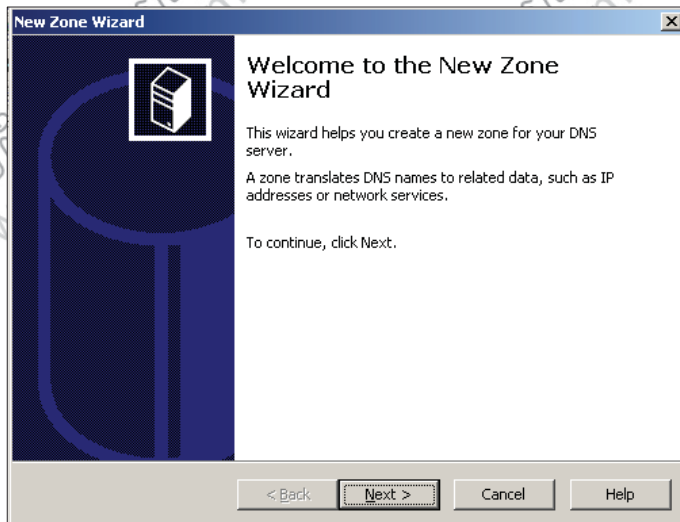 New Zone Wizard
Welcome to the New Zone
Wizard
This wizard helps you create a new zone for your DNS
server.
A zone translates DNS names to related data, such as IP
addresses or network services.
To continue, click Next.
< Back
Next >
Cancel
Help